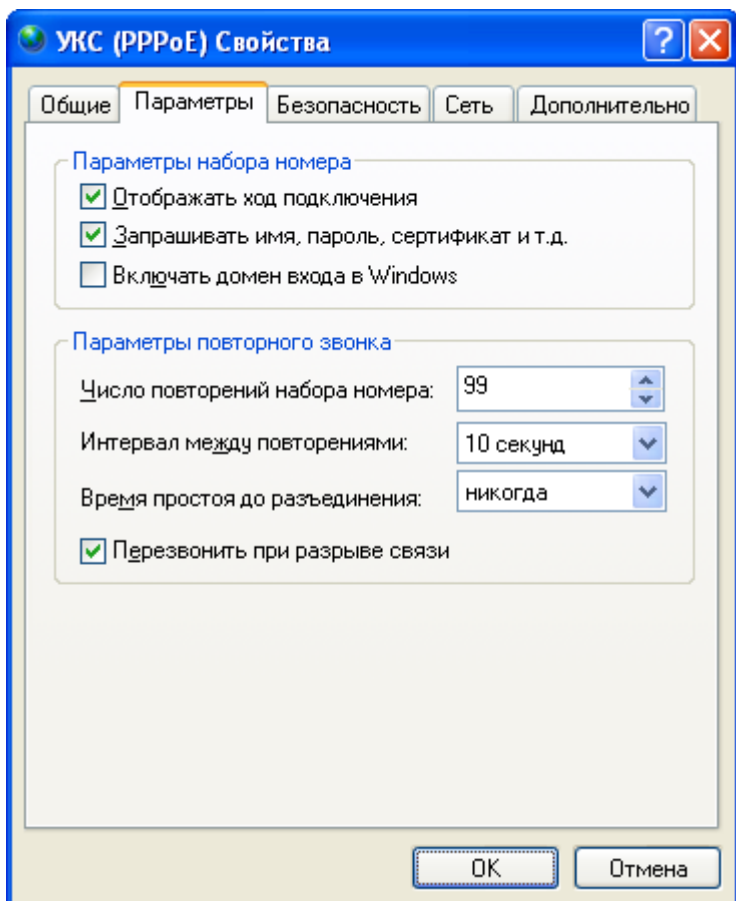 УКС (PPPoE) Свойства
Общие Параметры Безопасность Сеть Дополнительно
Параметры набора номера
Отображать ход подключения
Запрашивать имя, пароль, сертификат и т.д.
Включать домен входа в Windows
Параметры повторного звонка
Число повторений набора номера: 99
Интервал между повторениями: 10 секунд
Время простоя до разъединения: никогда
Перезвонить при разрыве связи
OK Отмена